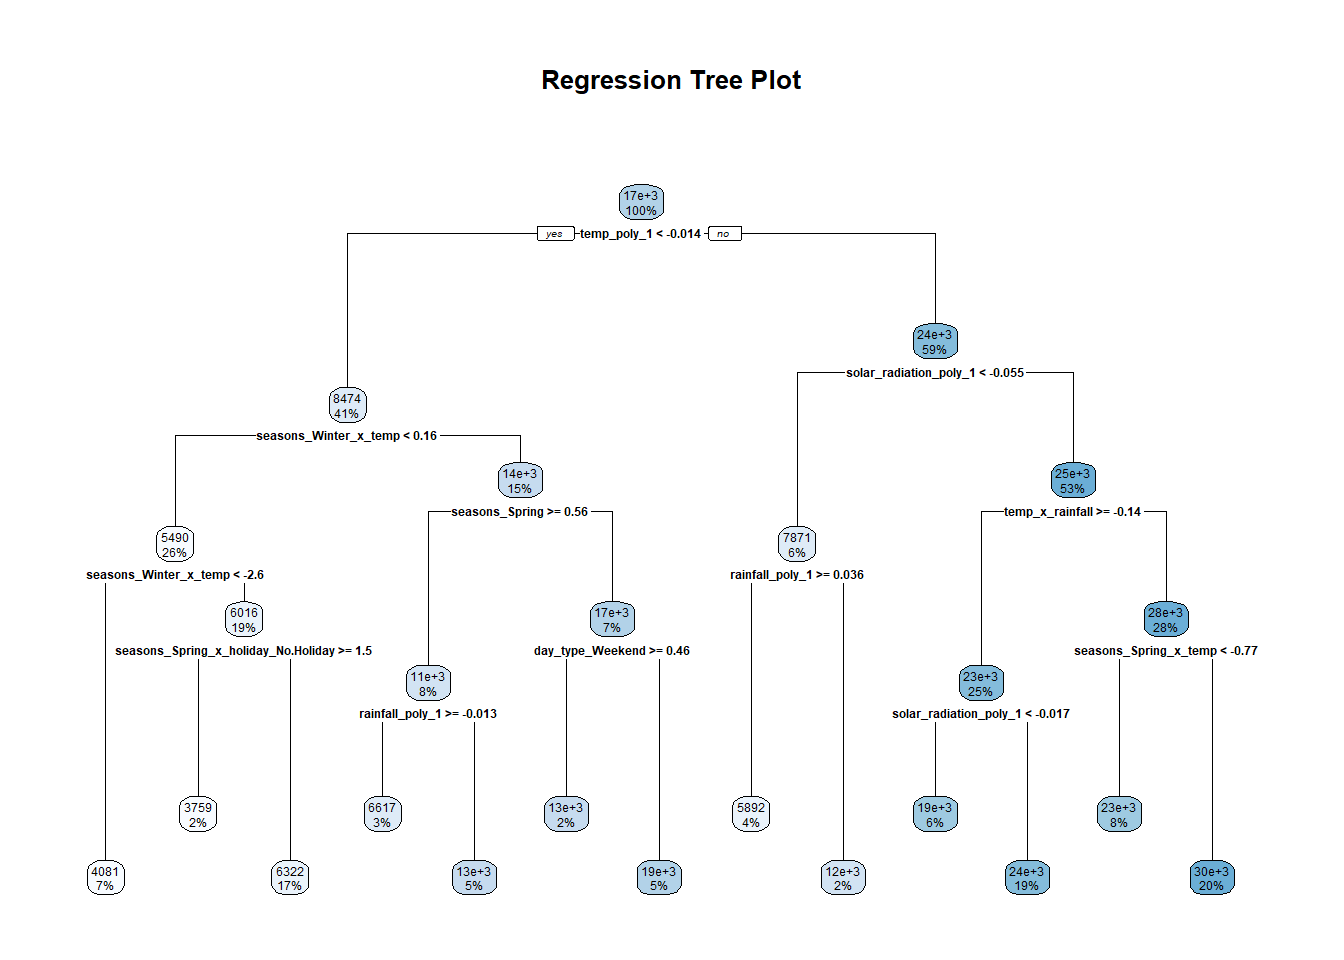 Regression Tree Plot
17e+3
100%
yes temp_poly_1 < -0.014 no
24e+3
59%
solar_radiation_poly_1 < -0.055
8474
41%
seasons_Winter_x_temp < 0.16
14e+3
15%
25e+3
53%
seasons_Spring >= 0.56
temp_x_rainfall >= -0.14
5490
26%
7871
6%
seasons_Winter_x_temp < -2.6
rainfall_poly_1 >= 0.036
6016
19%
17e+3
7%
28e+3
28%
seasons_Spring_x_holiday_No.Holiday >= 1.5
day_type_Weekend >= 0.46
seasons_Spring_x_temp < -0.77
11e+3
8%
23e+3
25%
rainfall_poly_1 >= -0.013
solar_radiation_poly_1 < -0.017
3759
2%
6617
3%
13e+3
2%
5892
4%
19e+3
6%
23e+3
8%
4081
7%
6322
17%
13e+3
5%
19e+3
5%
12e+3
2%
24e+3
19%
30e+3
20%